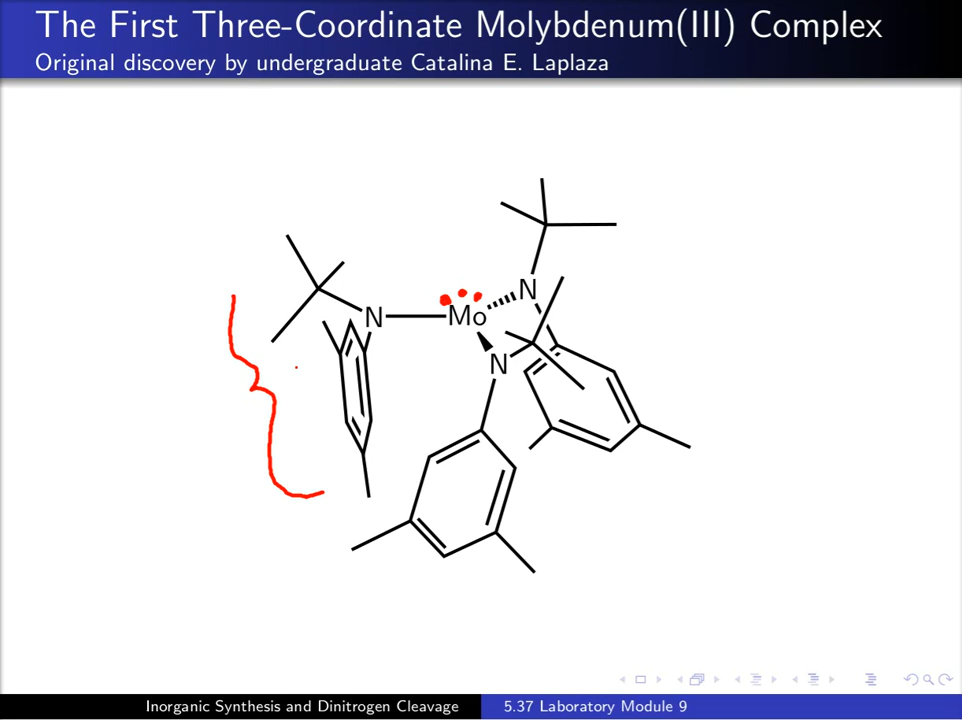 The First Three-Coordinate Molybdenum(III) Complex
Original discovery by undergraduate Catalina E. Laplaza
N
Mo
N
N
Inorganic Synthesis and Dinitrogen Cleavage
5.37 Laboratory Module 9